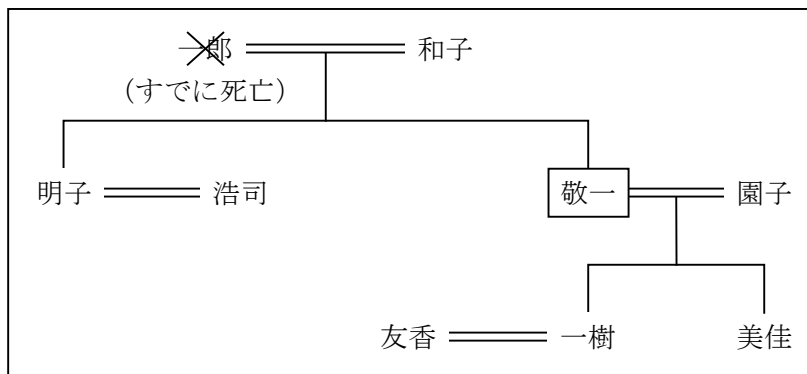 一郎 和子
(すでに死亡)
明子 浩司 敬一 園子
友香 一樹 美佳